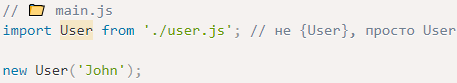 // 📁 main.js
import User from './user.js'; // не {User}, просто User
new User('John');